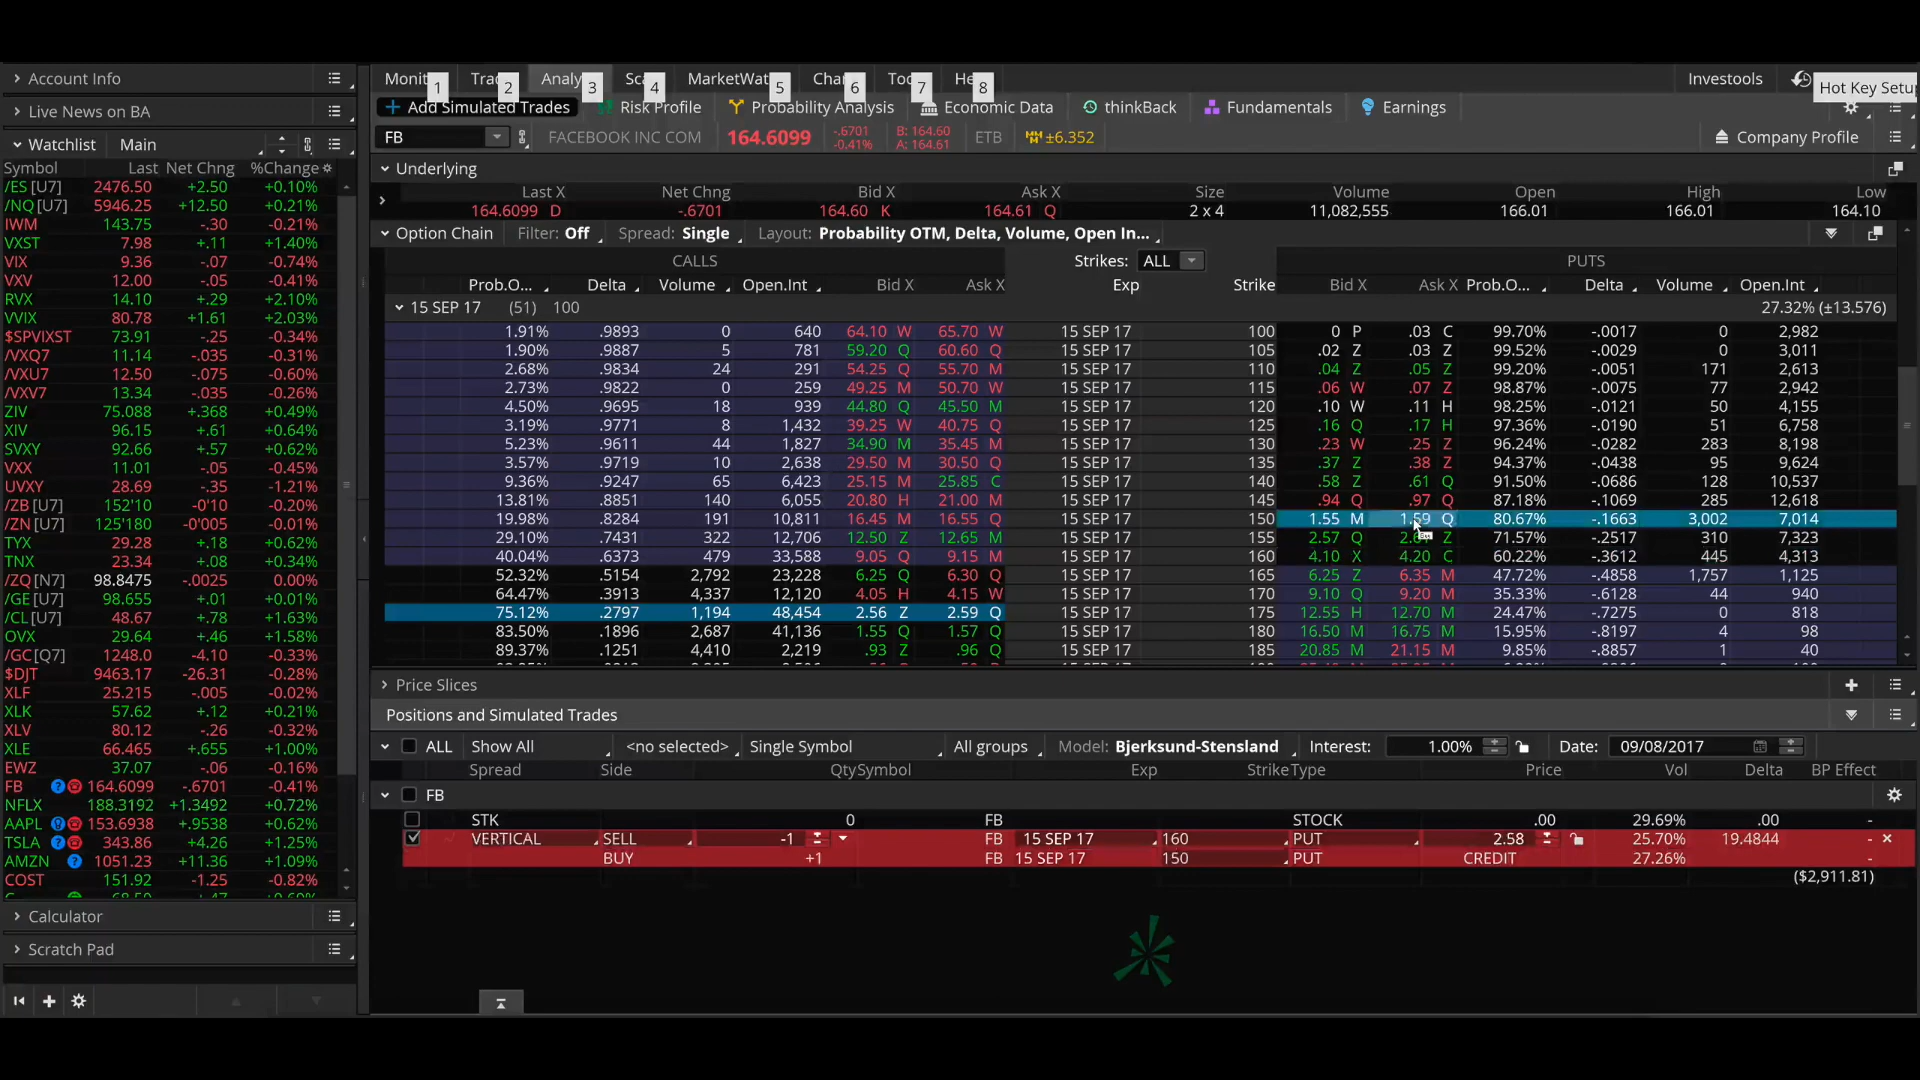 Account Info
Live News on BA
Watchlist Main
Symbol Last Net Chng %Change
/ES [U7] 2476.50 +2.50 +0.10%
/NQ[U7] 5946.25 +12.50 +0.21%
IWM 143.75 -.30 -0.21%
VXST 7.98 +.11 +1.40%
VIX 9.36 -.07 -0.74%
VXV 12.00 -.05 -0.41%
RVX 14.10 +.29 +2.10%
VVIX 80.78 +1.61 +2.03%
$SPVIXST 73.91 -.25 -0.34%
/VXQ7 11.14 -.035 -0.31%
/VXU7 12.50 -.075 -0.60%
/VXV7 13.34 -.035 -0.26%
ZIV 75.088 +.368 +0.49%
XIV 96.15 +.61 +0.64%
SVXY 92.66 +.57 +0.62%
VXX 11.01 -.05 -0.45%
UVXY 28.69 -.35 -1.21%
/ZB [U7] 152'10 -0'10 -0.20%
/ZN [U7] 125'180 -0'005 -0.01%
TYX 29.28 +.18 +0.62%
TNX 23.34 +.08 +0.34%
/ZQ [N7] 98.8475 -.0025 0.00%
/GE [U7] 98.655 +.01 +0.01%
/CL [U7] 48.67 +.78 +1.63%
OVX 29.64 +.46 +1.58%
/GC[Q7] 1248.0 -4.10 -0.33%
$DJT 9463.17 -26.31 -0.28%
XLF 25.215 -.005 -0.02%
XLK 57.62 +.12 +0.21%
XLV 80.12 -.26 -0.32%
XLE 66.465 +.655 +1.00%
EWZ 37.07 -.06 -0.16%
FB 164.6099 -.6701 -0.41%
NFLX 188.3192 +1.3492 +0.72%
AAPL 153.6938 +.9538 +0.62%
TSLA 343.86 +4.26 +1.25%
AMZN 1051.23 +11.36 +1.09%
COST 151.92 -1.25 -0.82%
Calculator
Scratch Pad
1 2 3 4 5 6 7 8 Investools
Hot Key Setu
Add Simulated Trades Risk Profile Probability Analysis Economic Data thinkBack Fundamentals Earnings
FB FACEBOOK INC COM 164.6099 -.6701 -0.41% B: 164.60 A: 164.61 ETB ±6.352 Company Profile
Underlying
Last X Net Chng Bid X Ask X Size Volume Open High Low
164.6099 D -.6701 164.60 K 164.61 Q 2 x 4 11,082,555 166.01 166.01 164.10
Option Chain Filter: Off Spread: Single Layout: Probability OTM, Delta, Volume, Open In...
CALLS Strikes: ALL PUTS
Prob.O... Delta Volume Open.Int Bid X Ask X Exp Strike Bid X Ask X Prob.O... Delta Volume Open.Int
15 SEP 17 (51) 100 27.32% (±13.576)
1.91% .9893 0 640 64.10 W 65.70 W 15 SEP 17 100 0 P .03 C 99.70% -.0017 0 2,982
1.90% .9887 5 781 59.20 Q 60.60 Q 15 SEP 17 105 .02 Z .03 Z 99.52% -.0029 0 3,011
2.68% .9834 24 291 54.25 Q 55.70 M 15 SEP 17 110 .04 Z .05 Z 99.20% -.0051 171 2,613
2.73% .9822 0 259 49.25 M 50.70 W 15 SEP 17 115 .06 W .07 Z 98.87% -.0075 77 2,942
4.50% .9695 18 939 44.80 Q 45.50 M 15 SEP 17 120 .10 W .11 H 98.25% -.0121 50 4,155
3.19% .9771 8 1,432 39.25 W 40.75 Q 15 SEP 17 125 .16 Q .17 H 97.36% -.0190 51 6,758
5.23% .9611 44 1,827 34.90 M 35.45 M 15 SEP 17 130 .23 W .25 Z 96.24% -.0282 283 8,198
3.57% .9719 10 2,638 29.50 M 30.50 Q 15 SEP 17 135 .37 Z .38 Z 94.37% -.0438 95 9,624
9.36% .9247 65 6,423 25.15 M 25.85 C 15 SEP 17 140 .58 Z .61 Q 91.50% -.0686 128 10,537
13.81% .8851 140 6,055 20.80 H 21.00 M 15 SEP 17 145 .94 Q .97 Q 87.18% -.1069 285 12,618
19.98% .8284 191 10,811 16.45 M 16.55 Q 15 SEP 17 150 1.55 M 1.59 Q 80.67% -.1663 3,002 7,014
29.10% .7431 322 12,706 12.50 Z 12.65 M 15 SEP 17 155 2.57 Q Z 71.57% -.2517 310 7,323
40.04% .6373 479 33,588 9.05 Q 9.15 M 15 SEP 17 160 4.10 X 4.20 C 60.22% -.3612 445 4,313
52.32% .5154 2,792 23,228 6.25 Q 6.30 Q 15 SEP 17 165 6.25 Z 6.35 M 47.72% -.4858 1,757 1,125
64.47% .3913 4,337 12,120 4.05 H 4.15 W 15 SEP 17 170 9.10 Q 9.20 M 35.33% -.6128 44 940
75.12% .2797 1,194 48,454 2.56 Z 2.59 Q 15 SEP 17 175 12.55 H 12.70 M 24.47% -.7275 0 818
83.50% .1896 2,687 41,136 1.55 Q 1.57 Q 15 SEP 17 180 16.50 M 16.75 M 15.95% -.8197 4 98
89.37% .1251 4,410 2,219 .93 Z .96 Q 15 SEP 17 185 20.85 M 21.15 M 9.85% -.8857 1 40
Price Slices
Positions and Simulated Trades
ALL Show All <no selected> Single Symbol All groups Model: Bjerksund-Stensland Interest: 1.00% Date: 09/08/2017
Spread Side Qty Symbol Exp Strike Type Price Vol Delta BP Effect
FB
STK 0 FB STOCK .00 29.69% .00 -
VERTICAL SELL -1 FB 15 SEP 17 160 PUT 2.58 25.70% 19.4844 -
BUY +1 FB 15 SEP 17 150 PUT CREDIT 27.26% -
($2,911.81)